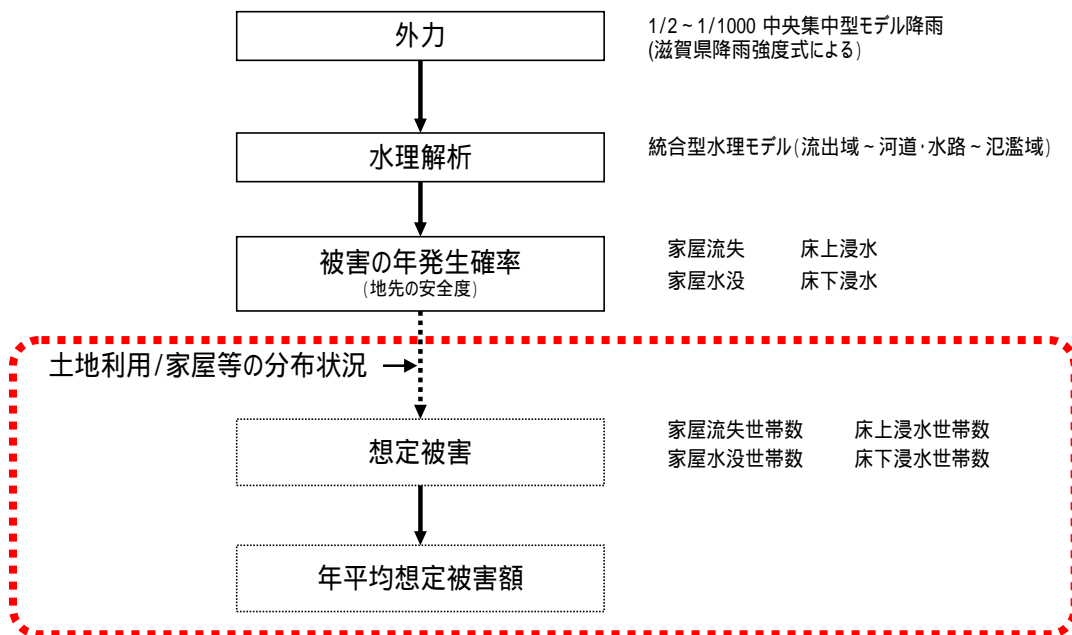 外力
1/2~1/1000 中央集中型モデル降雨
(滋賀県降雨強度式による)
水理解析
統合型水理モデル(流出域~河道・水路~氾濫域)
被害の年発生確率
(地先の安全度)
家屋流失 床上浸水
家屋水没 床下浸水
土地利用/家屋等の分布状況
想定被害
家屋流失世帯数 床上浸水世帯数
家屋水没世帯数 床下浸水世帯数
年平均想定被害額